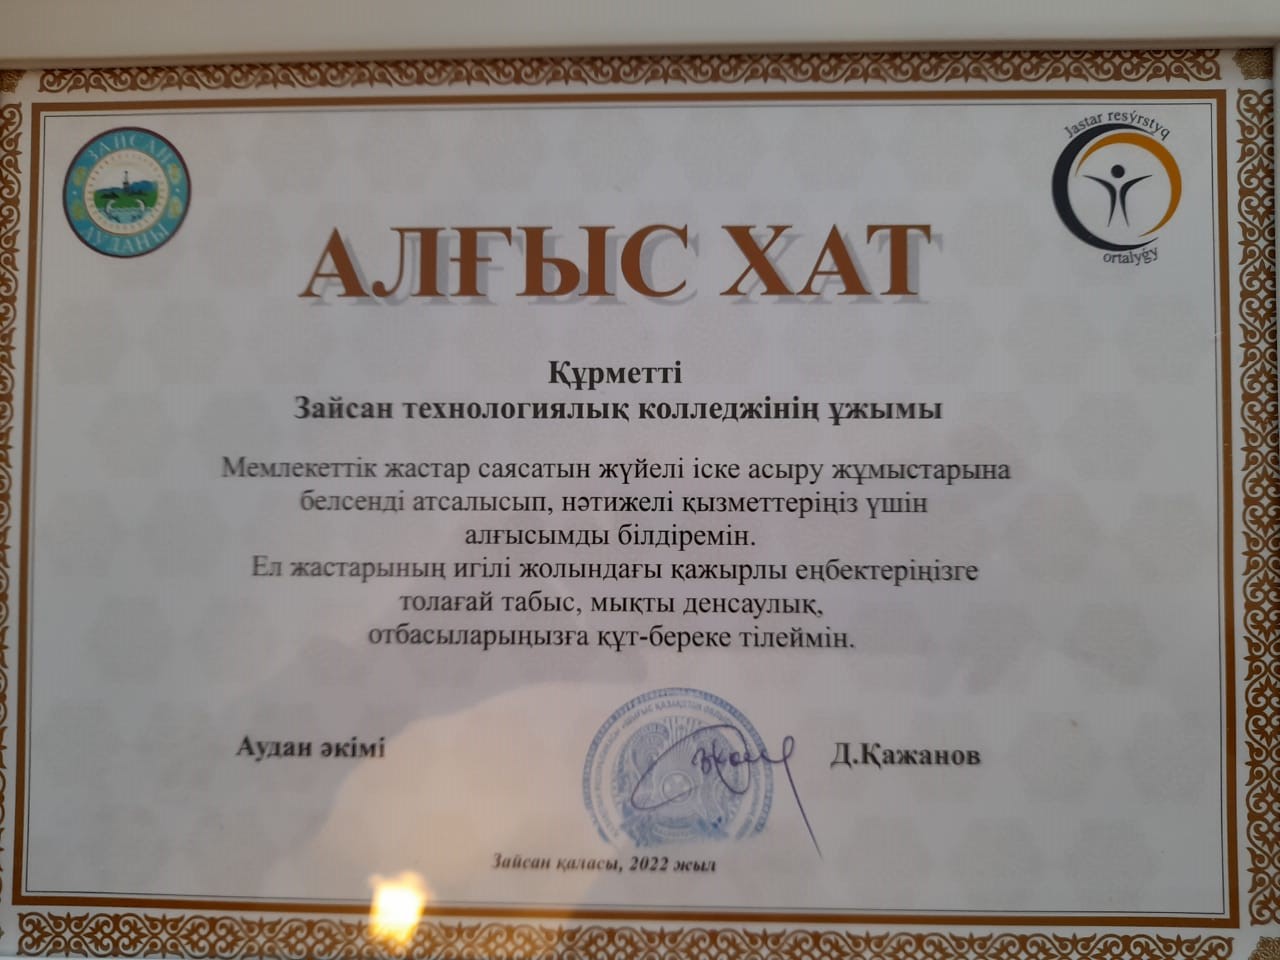 ЗАЙСАН
АУДАНЫ
Jastar resýrstyq
ortalyǵy
АЛҒЫС ХАТ
Құрметті
Зайсан технологиялық колледжінің ұжымы
Мемлекеттік жастар саясатын жүйелі іске асыру жұмыстарына
белсенді атсалысып, нәтижелі қызметтеріңіз үшін
алғысымды білдіремін.
Ел жастарының игілі жолындағы қажырлы еңбектеріңізге
толағай табыс, мықты денсаулық,
отбасыларыңызға құт-береке тілеймін.
Аудан әкімі
Д.Қажанов
Зайсан қаласы, 2022 жыл